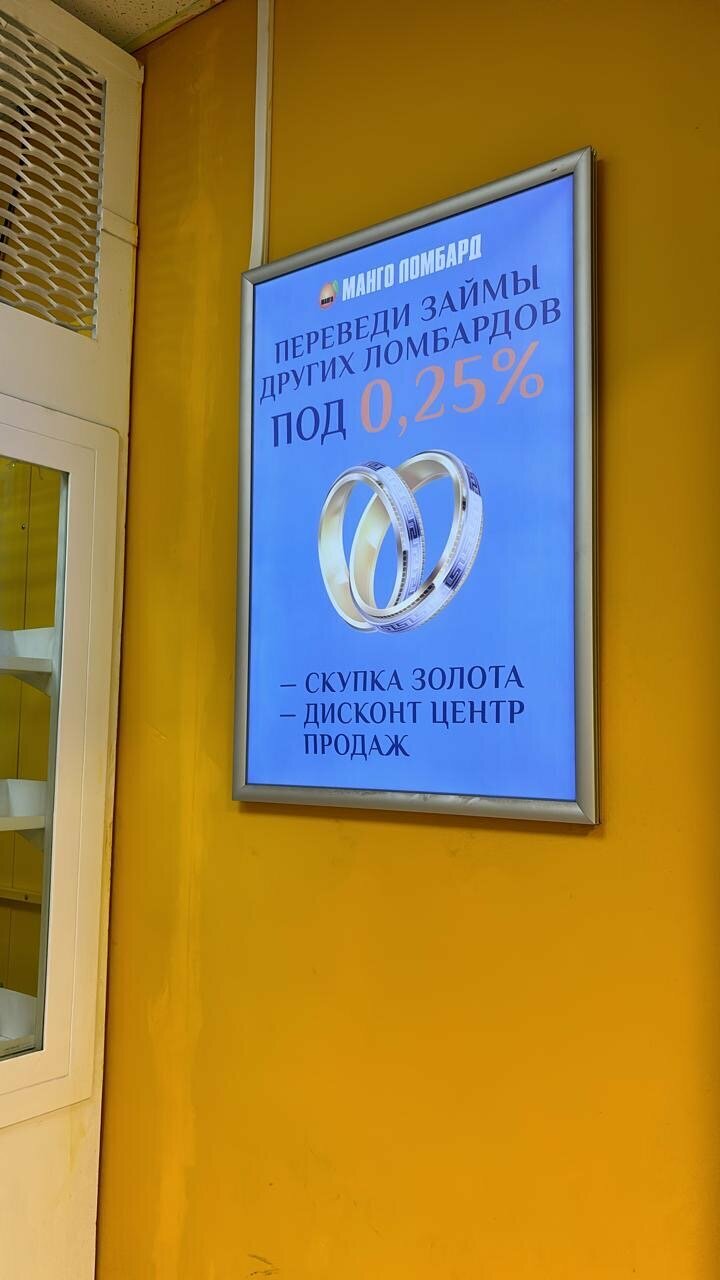 МАНГО ЛОМБАРД
ПЕРЕВЕДИ ЗАЙМЫ
ДРУГИХ ЛОМБАРДОВ
ПОД 0,25%
– СКУПКА ЗОЛОТА
– ДИСКОНТ ЦЕНТР
ПРОДАЖ